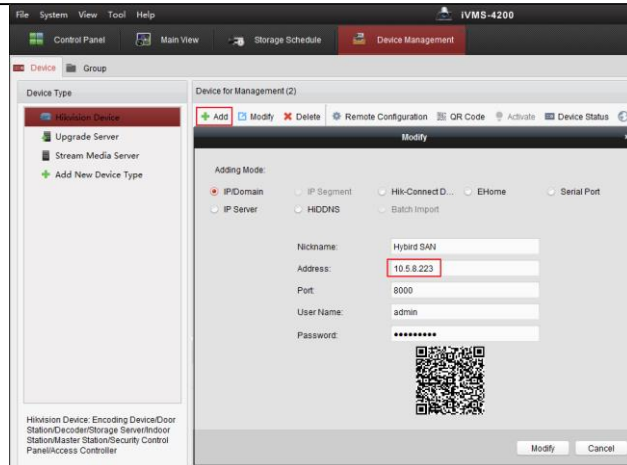 File System View Tool Help
iVMS-4200
Control Panel Main View Storage Schedule Device Management
Device Group
Device Type
Hikvision Device
Upgrade Server
Stream Media Server
Add New Device Type
Hikvision Device: Encoding Device/Door
Station/Decoder/Storage Server/Indoor
Station/Master Station/Security Control
Panel/Access Controller
Device for Management (2)
Add Modify Delete Remote Configuration QR Code Activate Device Status
Modify
Adding Mode:
IP/Domain IP Segment Hik-Connect D... EHome Serial Port
IP Server HiDDNS Batch Import
Nickname: Hybird SAN
Address: 10.5.8.223
Port: 8000
User Name: admin
Password: •••••••••
Modify Cancel